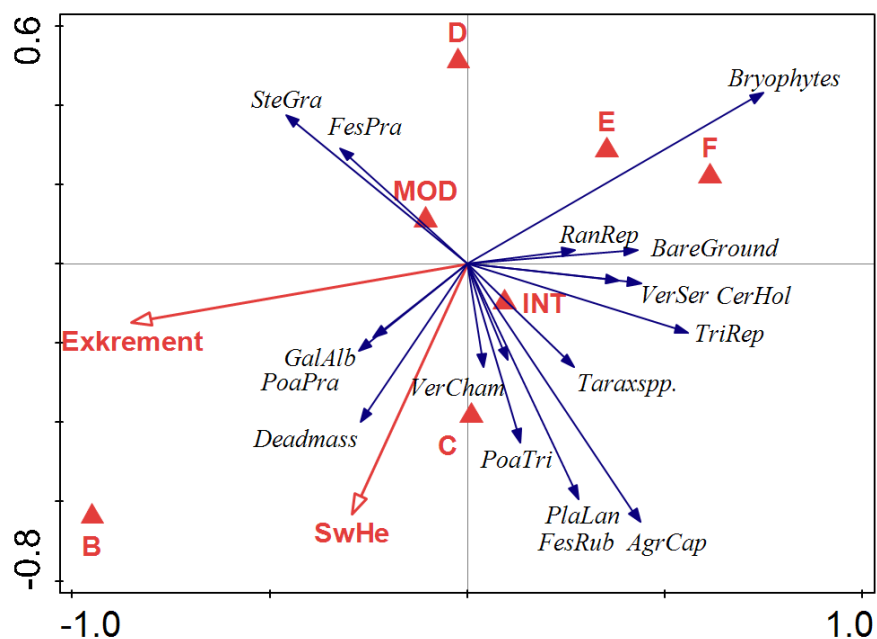 0.6
D
Bryophytes
SteGra
FesPra
E
F
MOD
RanRep
BareGround
VerSer CerHol
INT
TriRep
Exkrement
GalAlb
PoaPra
VerCham
Taraxspp.
Deadmass
C
PoaTri
PlaLan
SwHe
FesRub AgrCap
B
-0.8
-1.0
1.0